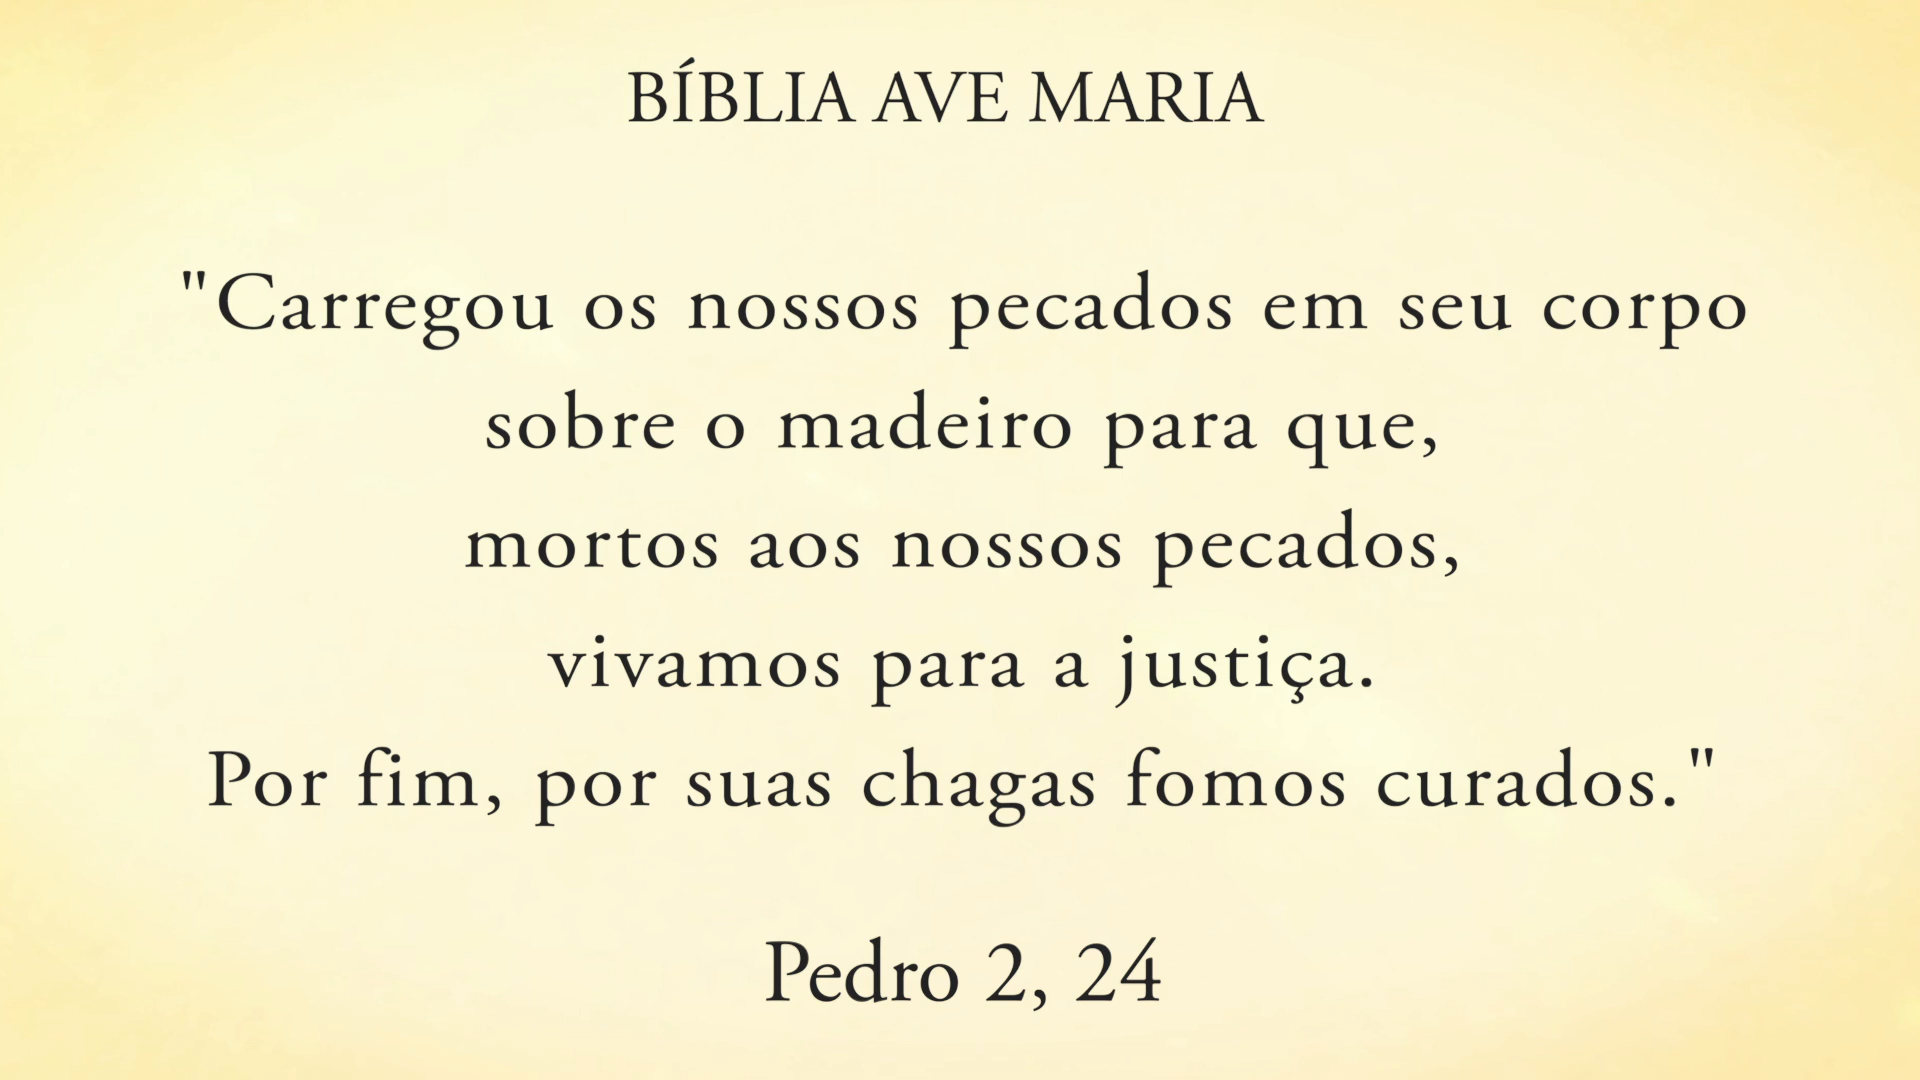 BÍBLIA AVE MARIA
"Carregou os nossos pecados em seu corpo
sobre o madeiro para que,
mortos aos nossos pecados,
vivamos para a justiça.
Por fim, por suas chagas fomos curados."
Pedro 2, 24